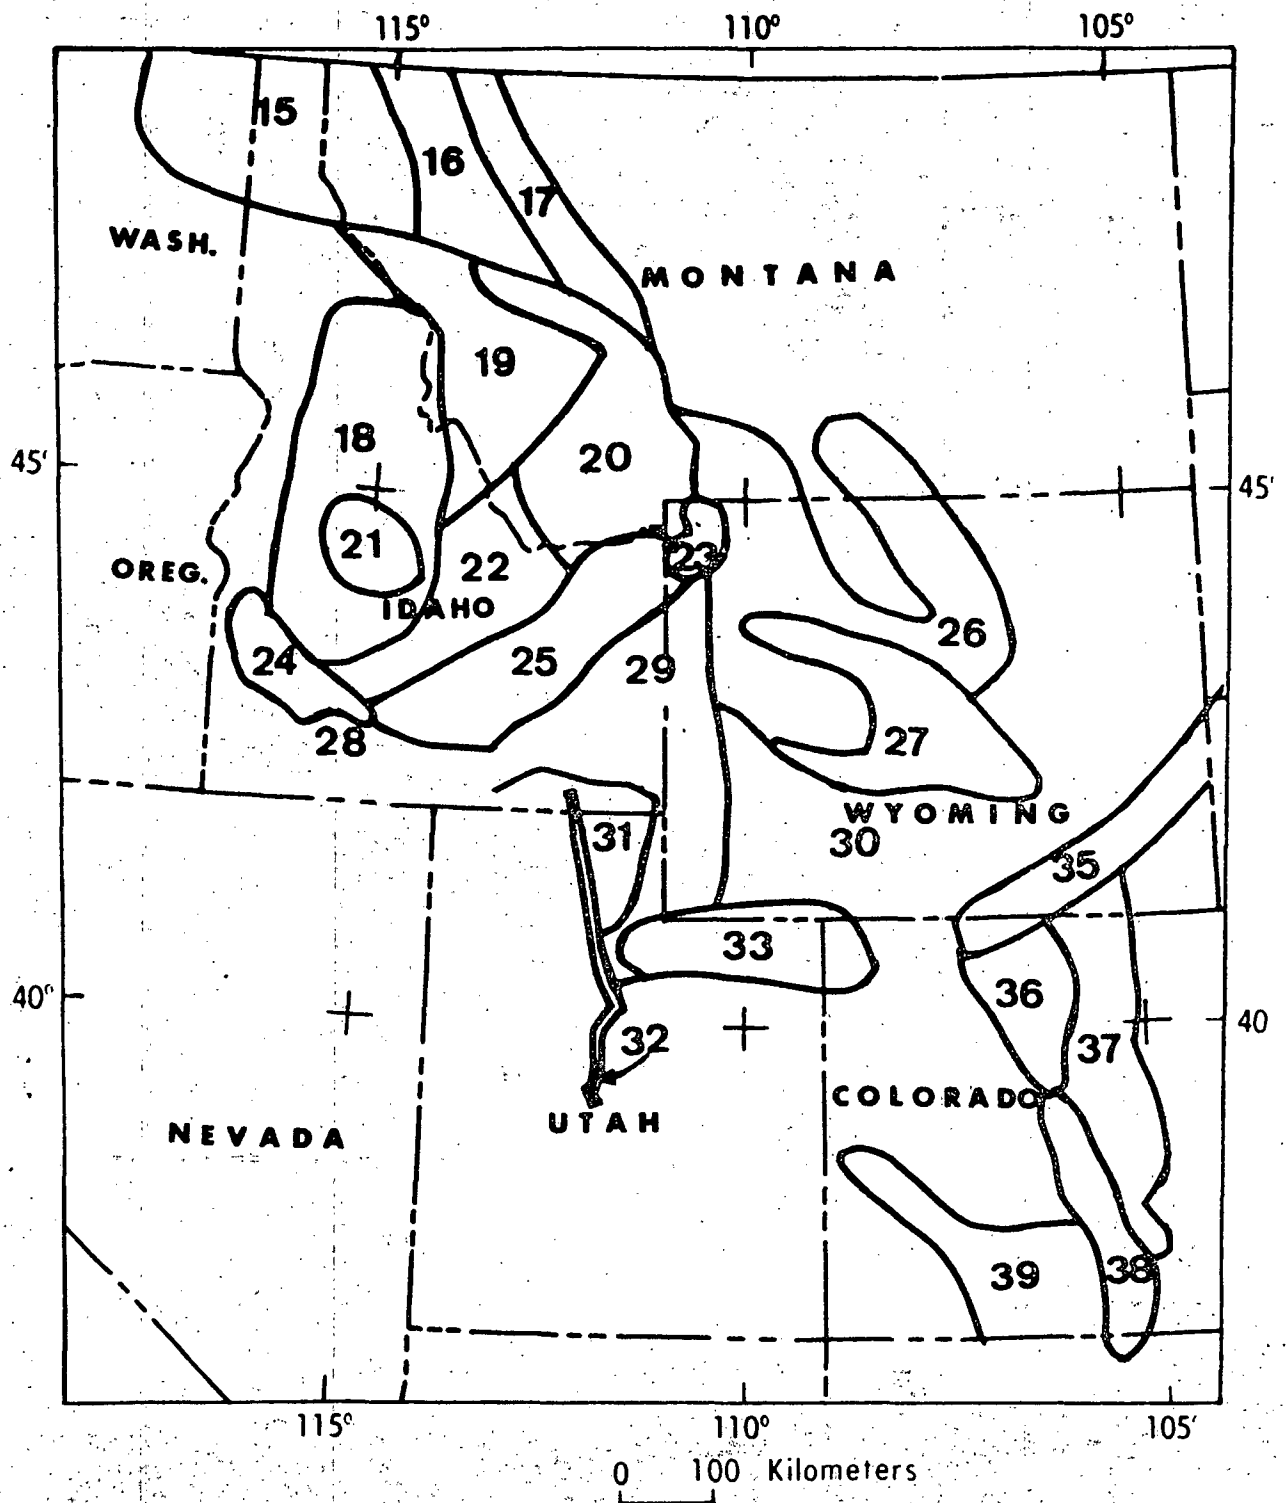 115° 110° 105°
15
16
17
WASH.
MONTANA
19
18
20
45' 45'
21
23
22
OREG.
IDAHO
26
24 25 29
28 27
WYOMING
31 30
35
33
36
40° 40
32 37
COLORADO
UTAH
NEVADA
39 38
115° 110° 105'
0 100 Kilometers